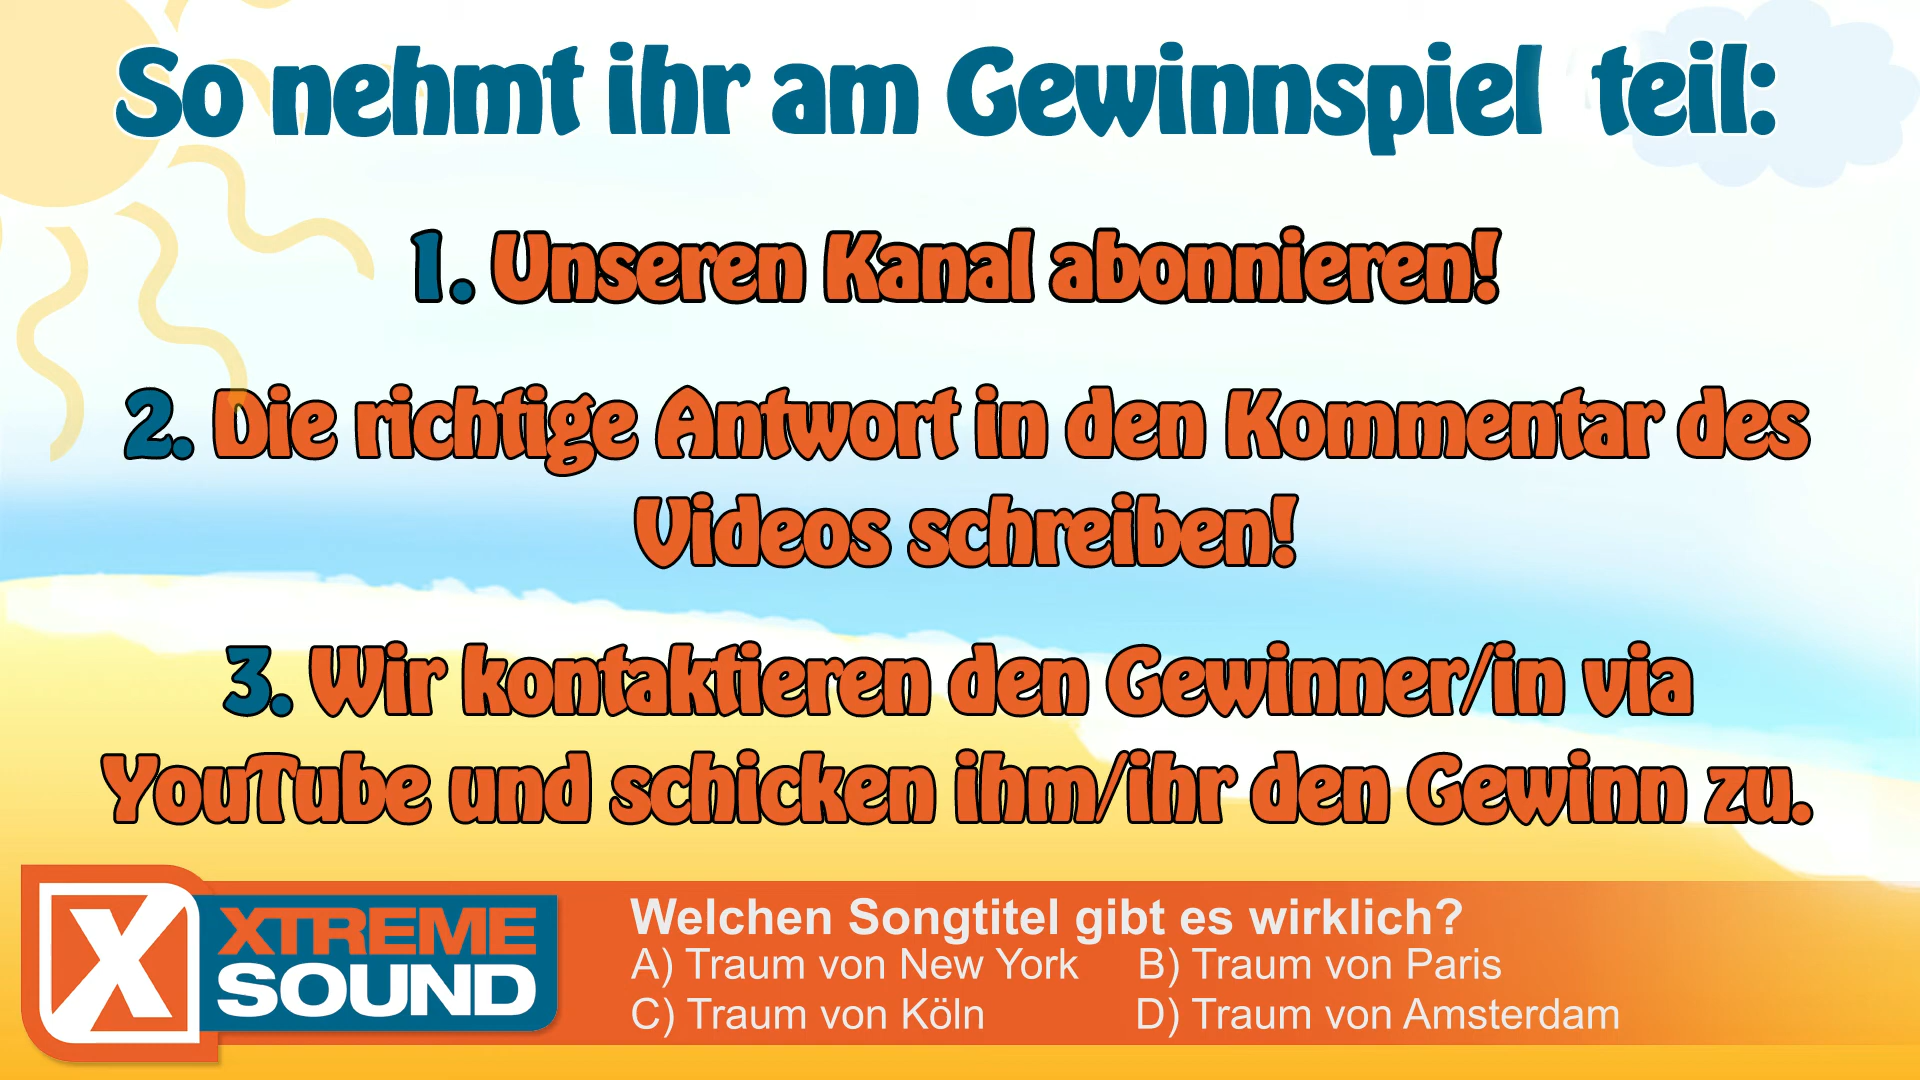 So nehmt ihr am Gewinnspiel teil:
1. Unseren Kanal abonnieren!
2. Die richtige Antwort in den Kommentar des
Videos schreiben!
3. Wir kontaktieren den Gewinner/in via
YouTube und schicken ihm/ihr den Gewinn zu.
X XTREME
SOUND
Welchen Songtitel gibt es wirklich?
A) Traum von New York B) Traum von Paris
C) Traum von Köln D) Traum von Amsterdam